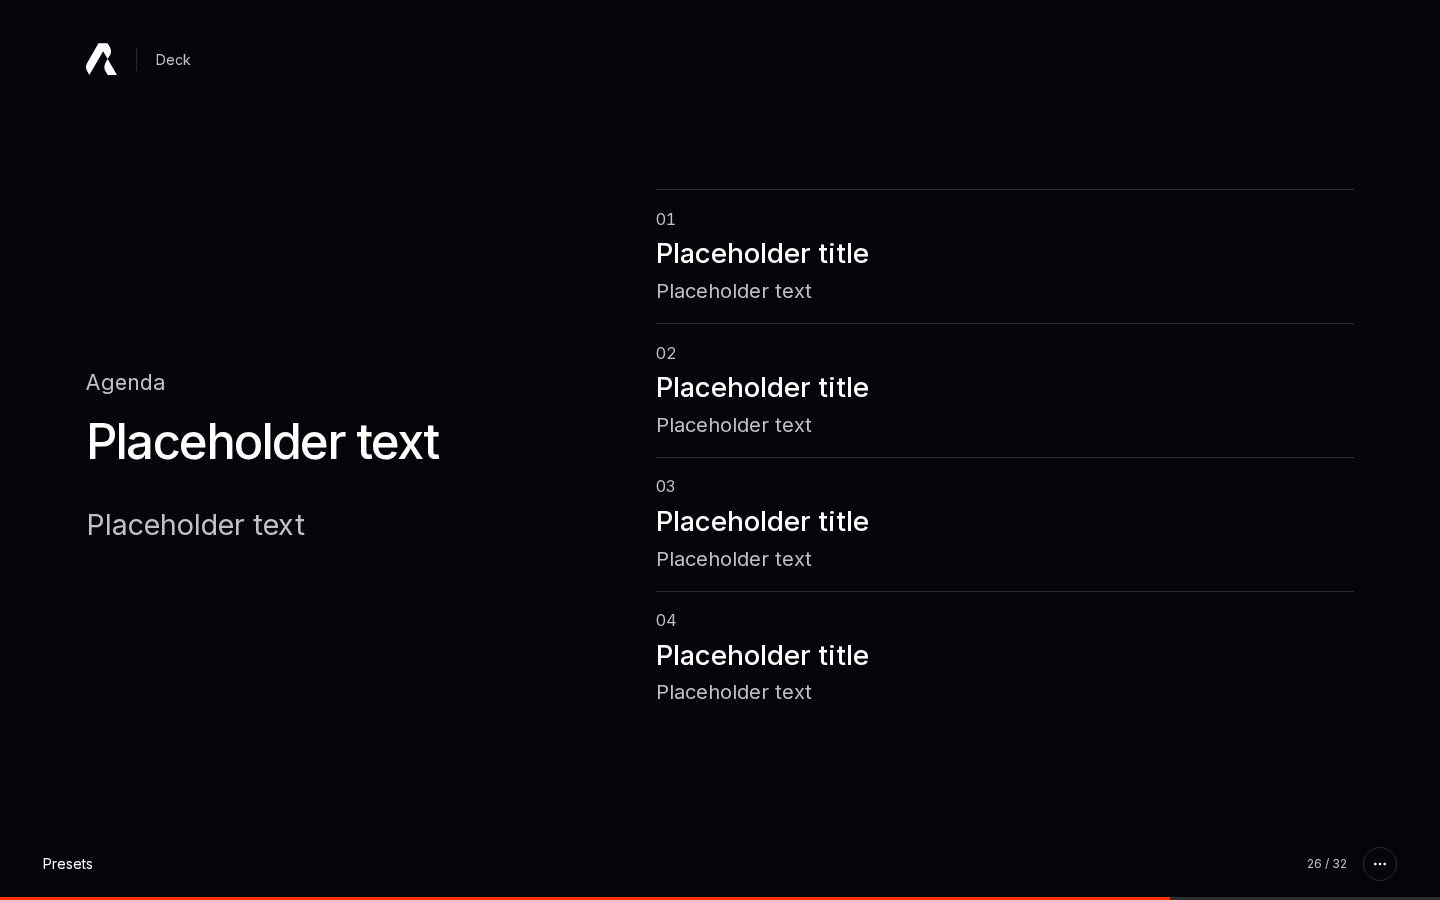 Deck
Agenda
Placeholder text
Placeholder text
01
Placeholder title
Placeholder text
02
Placeholder title
Placeholder text
03
Placeholder title
Placeholder text
04
Placeholder title
Placeholder text
Presets
26 / 32